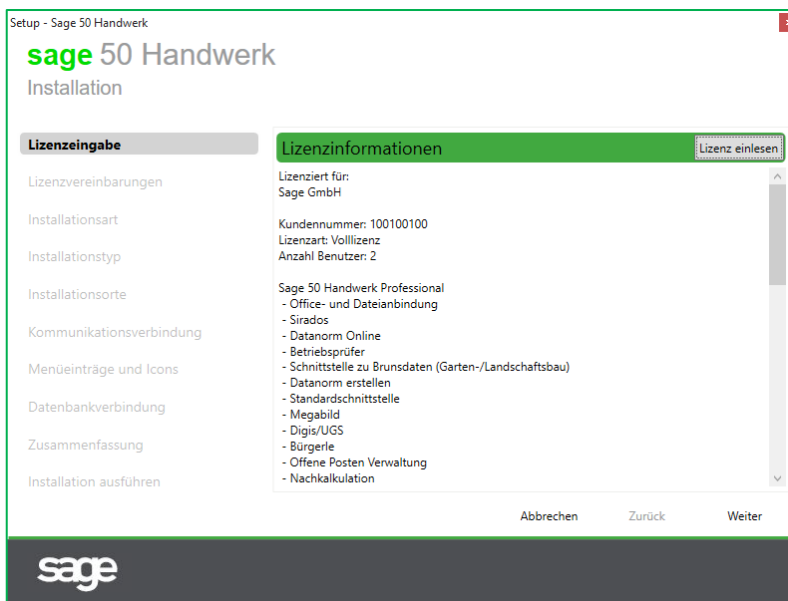 Setup - Sage 50 Handwerk
sage 50 Handwerk
Installation
Lizenzeingabe
Lizenzvereinbarungen
Installationsart
Installationstyp
Installationsorte
Kommunikationsverbindung
Menüeinträge und Icons
Datenbankverbindung
Zusammenfassung
Installation ausführen
Lizenzinformationen
Lizenz einlesen
Lizenziert für:
Sage GmbH
Kundennummer: 100100100
Lizenzart: Volllizenz
Anzahl Benutzer: 2
Sage 50 Handwerk Professional
- Office- und Dateianbindung
- Sirados
- Datanorm Online
- Betriebsprüfer
- Schnittstelle zu Brunsdaten (Garten-/Landschaftsbau)
- Datanorm erstellen
- Standardschnittstelle
- Megabild
- Digis/UGS
- Bürgerle
- Offene Posten Verwaltung
- Nachkalkulation
Abbrechen
Zurück
Weiter
sage